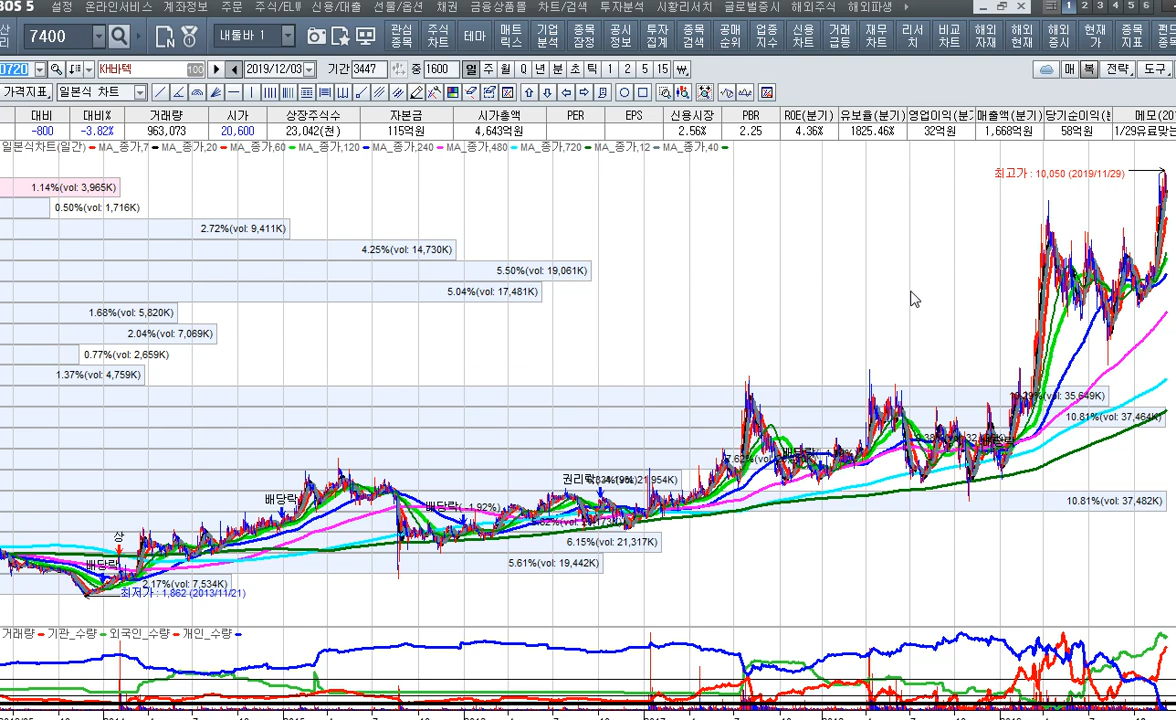 BOS 5 설정 온라인서비스 계좌정보 주문 주식/ELW 신용/대출 선물/옵션 채권 금융상품몰 차트/검색 투자분석 시황리서치 글로벌증시 해외주식 해외파생 1 2 3 4 5 6
7400 내툴바 1 관심종목 주식차트 테마 매트릭스 기업분석 종목잠정 공시정보 투자집계 종목검색 공매순위 업종지수 신용차트 거래급등 재무차트 리서치 비교차트 해외자재 해외현재 해외증시 현재가 종목지표
0720 KH바텍 100 2019/12/03 기간 3447 중 1600 일 주 월 Q 년 분 초 틱 1 2 5 15 매 복 전략 도구
가격지표 일본식 차트
대비 대비% 거래량 시가 상장주식수 자본금 시가총액 PER EPS 신용시장 PBR ROE(분기) 유보율(분기) 영업이익(분기 매출액(분기) 당기순이익( 메모(20
-800 -3.82% 963,073 20,600 23,042(천) 115억원 4,643억원 2.56% 2.25 4.36% 1825.46% 32억원 1,668억원 58억원 1/29유료맞는
일본식차트(일간) MA_종가,7 MA_종가,20 MA_종가,60 MA_종가,120 MA_종가,240 MA_종가,480 MA_종가,720 MA_종가,12 MA_종가,40
최고가 : 10,050 (2019/11/29)
1.14%(vol: 3,965K)
0.50%(vol: 1,716K)
2.72%(vol: 9,411K)
4.25%(vol: 14,730K)
5.50%(vol: 19,061K)
5.04%(vol: 17,481K)
1.68%(vol: 5,820K)
2.04%(vol: 7,069K)
0.77%(vol: 2,659K)
1.37%(vol: 4,759K)
35,649K)
10.81%(vol: 37,464K)
배당락
권리락 21,954K)
배당락
배당락( 1.92%)
10.81%(vol: 37,482K)
상
6.15%(vol: 21,317K)
배당락
5.61%(vol: 19,442K)
2.17%(vol: 7,534K)
최저가 : 1,862 (2013/11/21)
거래량 기관_수량 외국인_수량 개인_수량